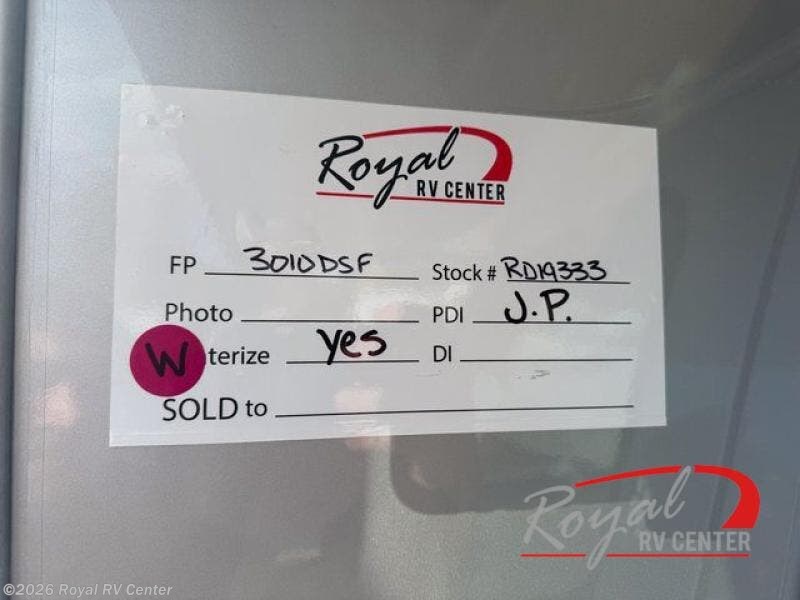 Royal
RV CENTER
FP 3010DSF Stock # RD19333
Photo PDI J.P.
W terize yes DI
SOLD to
Royal
RV CENTER
©2026 Royal RV Center